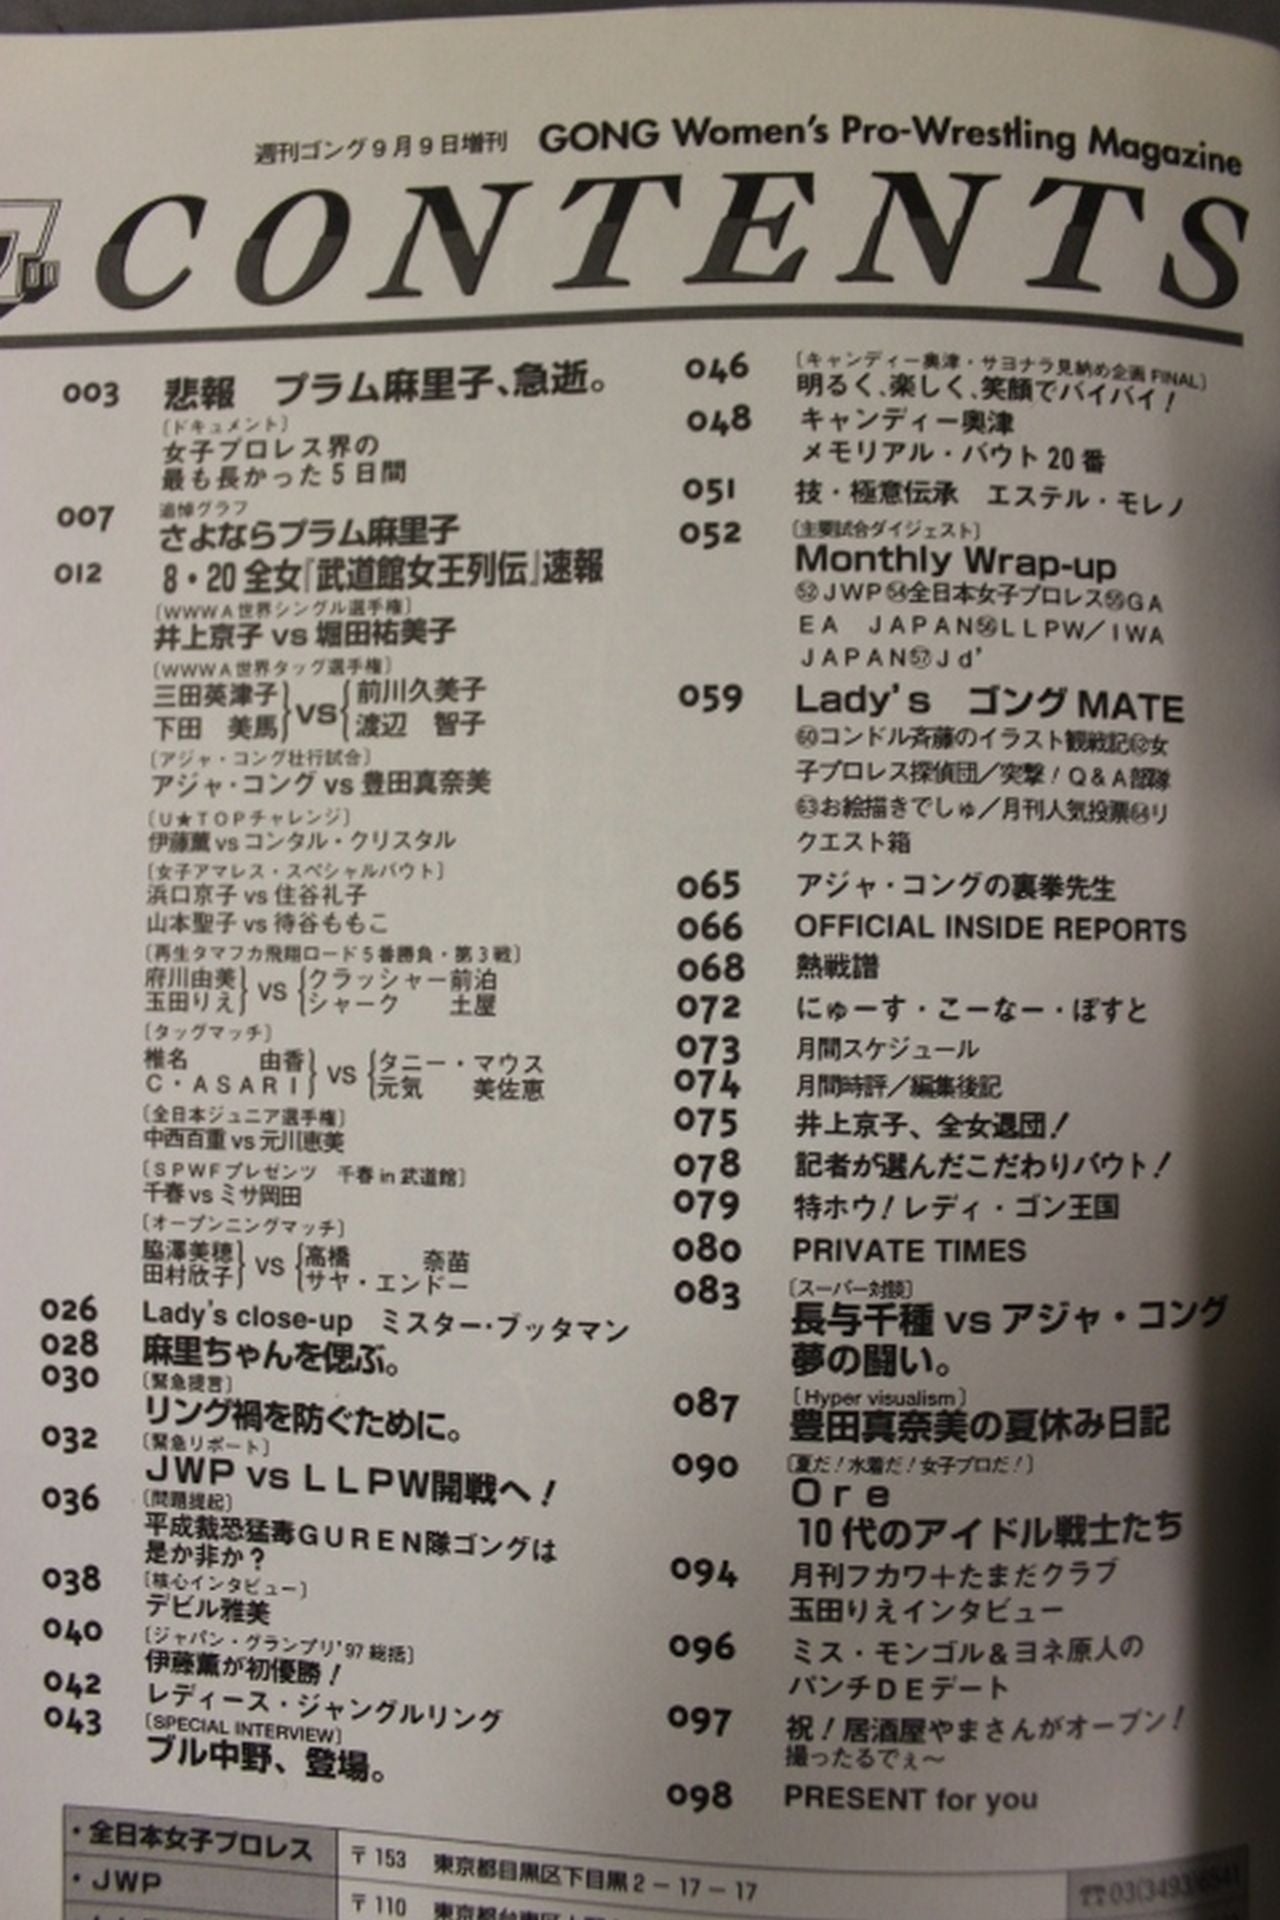 週刊ゴング9月9日増刊 GONG Women's Pro-Wrestling Magazine
CONTENTS
003 悲報 プラム麻里子、急逝。
〔ドキュメント〕
女子プロレス界の
最も長かった5日間
007 追悼グラフ
さよならプラム麻里子
012 8・20全女『武道館女王列伝』速報
〔WWWA世界シングル選手権〕
井上京子 vs 堀田祐美子
〔WWWA世界タッグ選手権〕
三田英津子 前川久美子
下田 美馬 vs 渡辺 智子
〔アジャ・コング壮行試合〕
アジャ・コング vs 豊田真奈美
〔U★TOPチャレンジ〕
伊藤薫 vs コンタル・クリスタル
〔女子アマレス・スペシャルバウト〕
浜口京子 vs 住谷礼子
山本聖子 vs 待谷ももこ
〔再生タマフカ飛翔ロード5番勝負・第3戦〕
府川由美 クラッシャー前泊
玉田りえ vs シャーク 土屋
〔タッグマッチ〕
椎名 由香 タニー・マウス
C・ASARI vs 元気 美佐恵
〔全日本ジュニア選手権〕
中西百重 vs 元川恵美
〔SPWFプレゼンツ 千春in武道館〕
千春 vs ミサ岡田
〔オープンニングマッチ〕
脇澤美穂 高橋 奈苗
田村欣子 vs サヤ・エンドー
026 Lady's close-up ミスター・ブッタマン
028 麻里ちゃんを偲ぶ。
030 〔緊急提言〕
リング禍を防ぐために。
032 〔緊急リポート〕
JWP vs LLPW開戦へ！
036 〔問題提起〕
平成裁恐猛毒GUREN隊ゴングは
是か非か？
038 〔核心インタビュー〕
デビル雅美
040 〔ジャパン・グランプリ'97総括〕
伊藤薫が初優勝！
042 レディース・ジャングルリング
043 〔SPECIAL INTERVIEW〕
ブル中野、登場。
046 〔キャンディー奥津・サヨナラ見納め企画FINAL〕
明るく、楽しく、笑顔でバイバイ！
048 キャンディー奥津
メモリアル・バウト20番
051 技・極意伝承 エステル・モレノ
052 〔主要試合ダイジェスト〕
Monthly Wrap-up
㊾JWP54全日本女子プロレス55GA
EA JAPAN56LLPW／IWA
JAPAN57Jd'
059 Lady's ゴング MATE
60コンドル斉藤のイラスト観戦記62女
子プロレス探偵団／突撃！Q&A部隊
63お絵描きでしゅ／月刊人気投票64リ
クエスト箱
065 アジャ・コングの裏拳先生
066 OFFICIAL INSIDE REPORTS
068 熱戦譜
072 にゅーす・こーなー・ぽすと
073 月間スケジュール
074 月間時評／編集後記
075 井上京子、全女退団！
078 記者が選んだこだわりバウト！
079 特ホウ！レディ・ゴン王国
080 PRIVATE TIMES
083 〔スーパー対談〕
長与千種 vs アジャ・コング
夢の闘い。
087 〔Hyper visualism〕
豊田真奈美の夏休み日記
090 〔夏だ！水着だ！女子プロだ！〕
Ore
10代のアイドル戦士たち
094 月刊フカワ＋たまだクラブ
玉田りえインタビュー
096 ミス・モンゴル＆ヨネ原人の
パンチDEデート
097 祝！居酒屋やまさんがオープン！
撮ったるでぇ〜
098 PRESENT for you
・全日本女子プロレス 〒153 東京都目黒区下目黒2−17−17 ☎03(3493)6541
・JWP 〒110